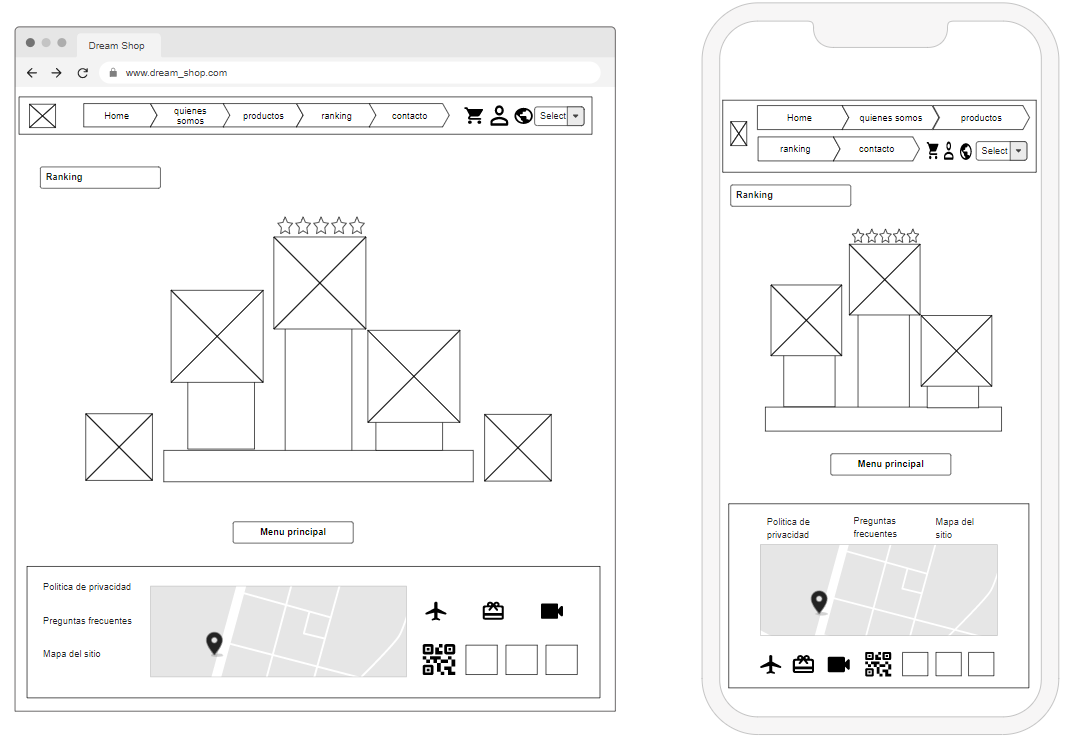 Dream Shop
www.dream_shop.com
Home
quienes
somos
productos
ranking
contacto
Select
Ranking
Menu principal
Politica de privacidad
Preguntas frecuentes
Mapa del sitio
Home
quienes somos
productos
ranking
contacto
Select
Ranking
Menu principal
Politica de
privacidad
Preguntas
frecuentes
Mapa del
sitio